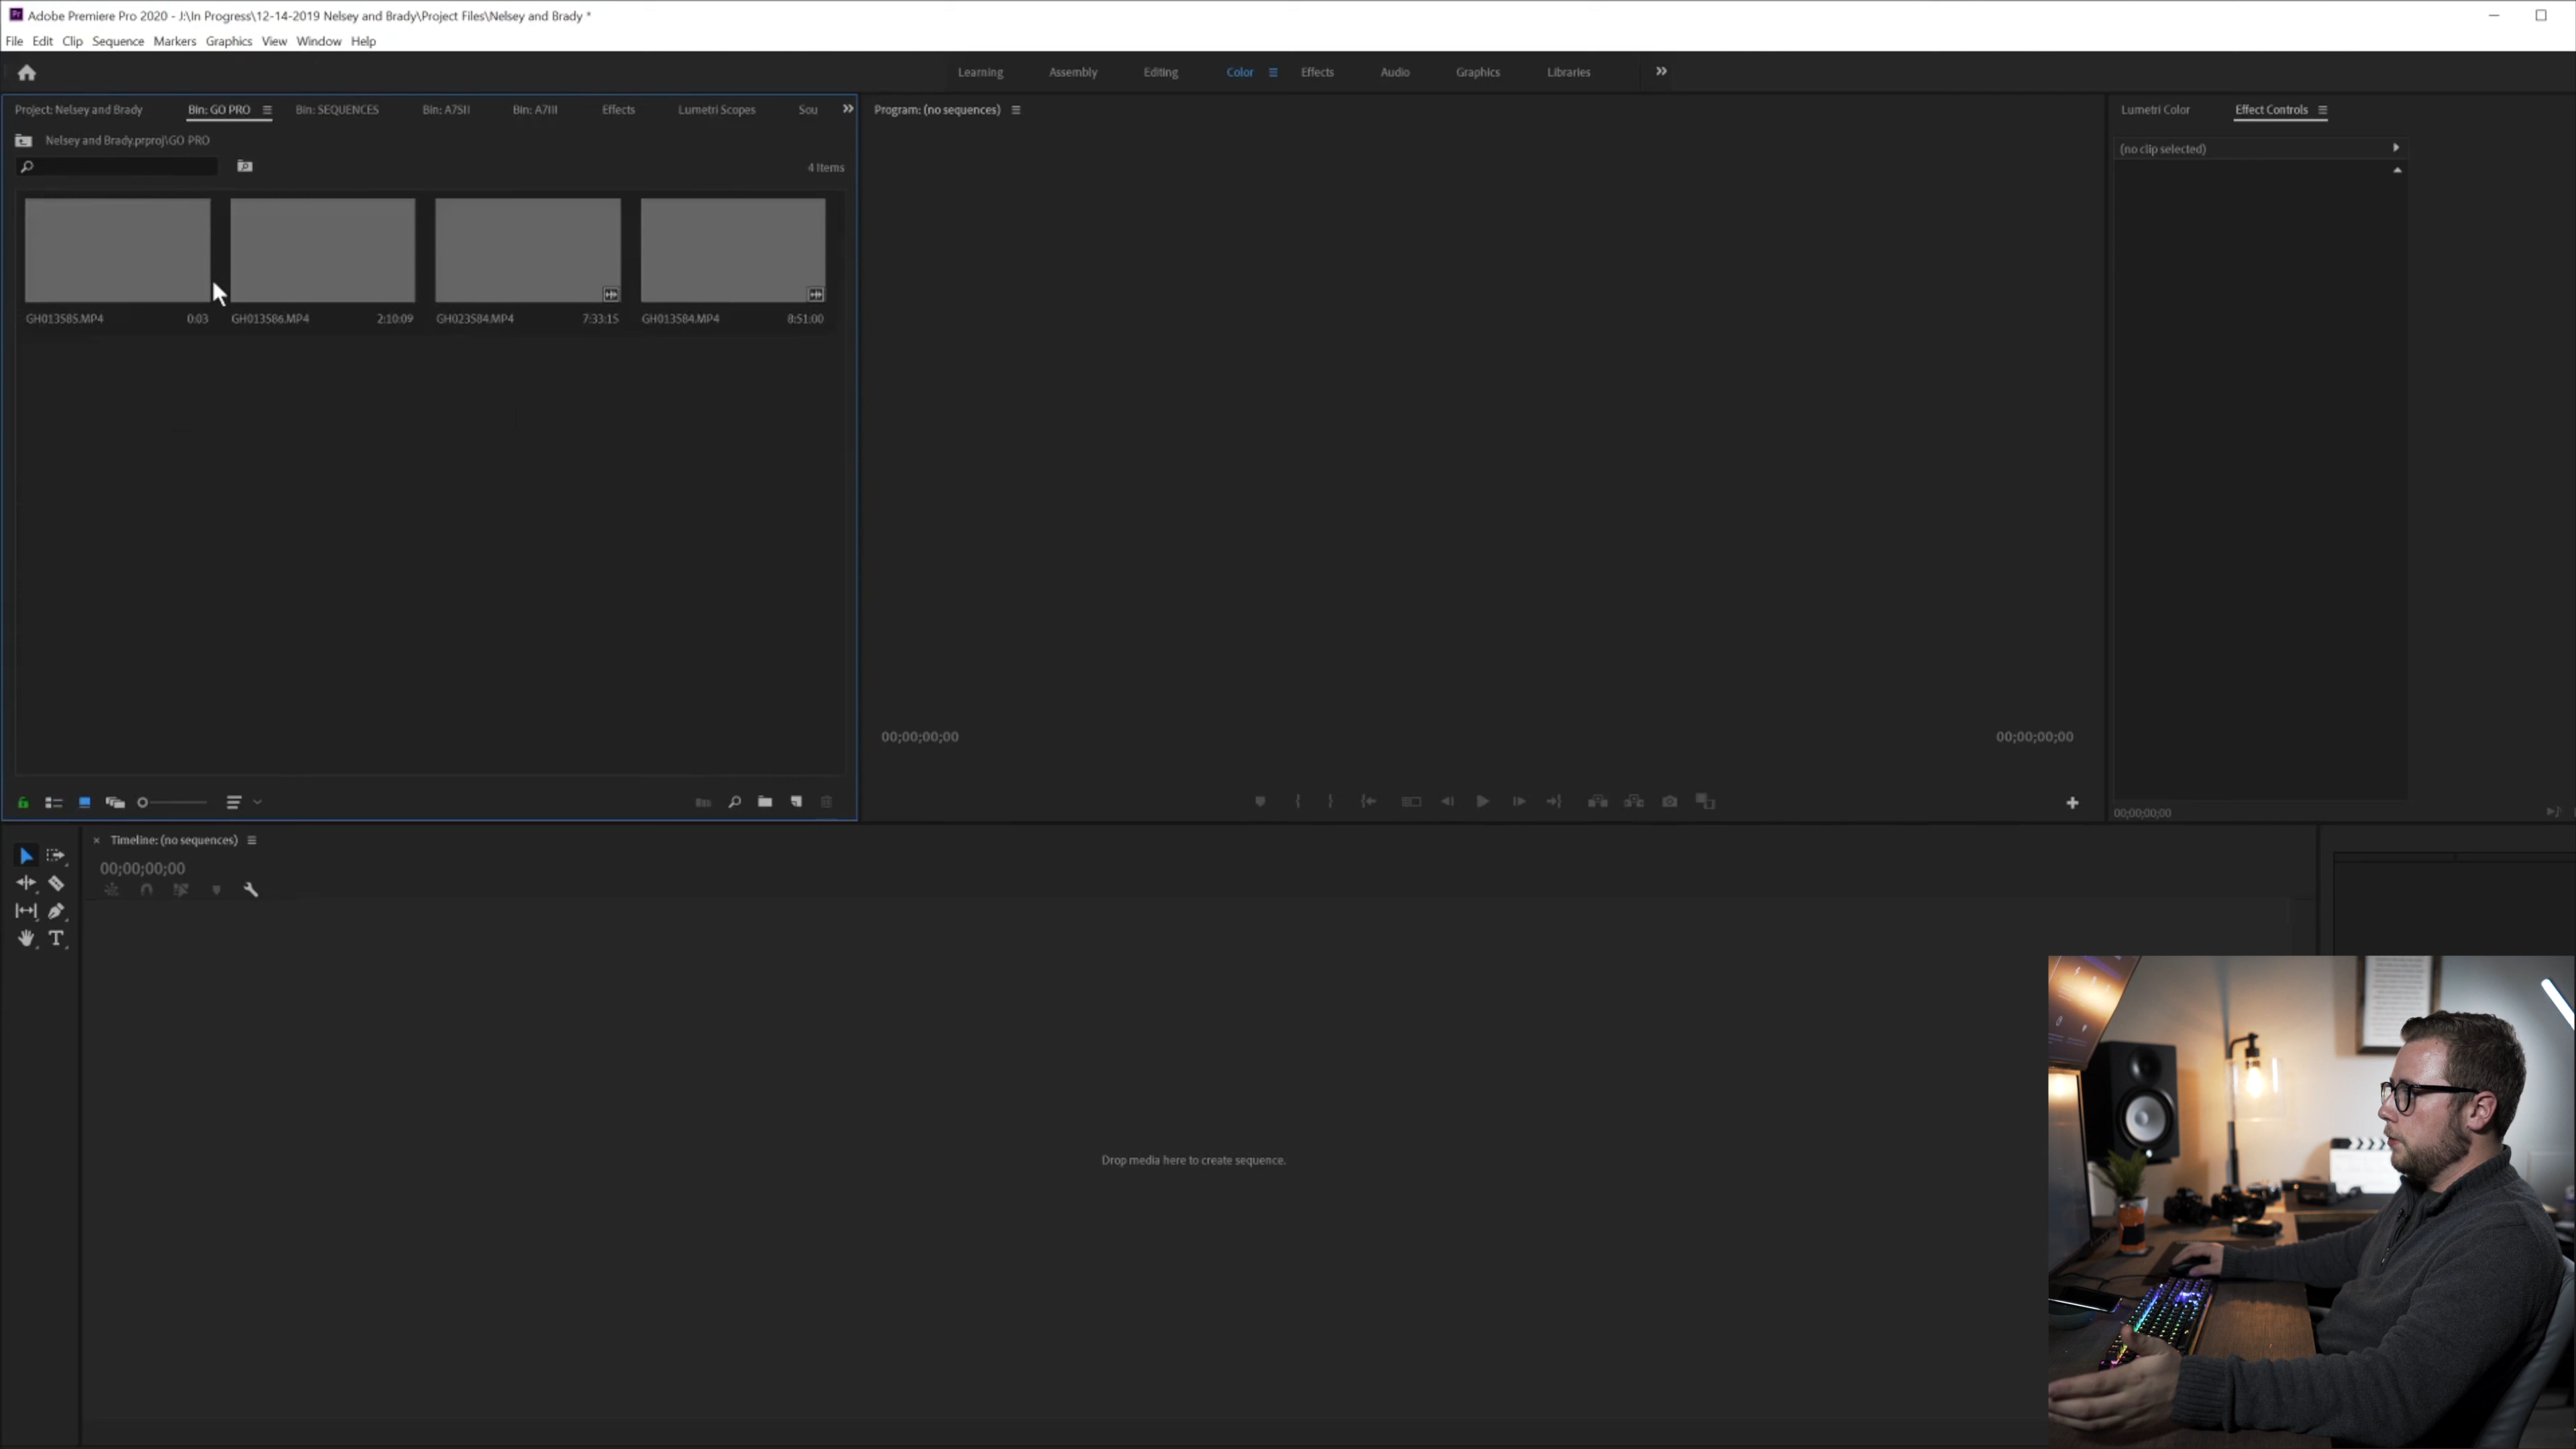 Adobe Premiere Pro 2020 - J:\In Progress\12-14-2019 Nelsey and Brady\Project Files\Nelsey and Brady *
File Edit Clip Sequence Markers Graphics View Window Help
Learning Assembly Editing Color Effects Audio Graphics Libraries
Project: Nelsey and Brady Bin: GO PRO Bin: SEQUENCES Bin: A7SII Bin: A7III Effects Lumetri Scopes Sou
Program: (no sequences)
Lumetri Color Effect Controls
Nelsey and Brady.prproj\GO PRO
(no clip selected)
4 Items
GH013585.MP4 0:03 GH013586.MP4 2:10:09 GH023584.MP4 7:33:15 GH013584.MP4 8:51:00
00;00;00;00 00;00;00;00
00;00;00;00
Timeline: (no sequences)
00;00;00;00
Drop media here to create sequence.